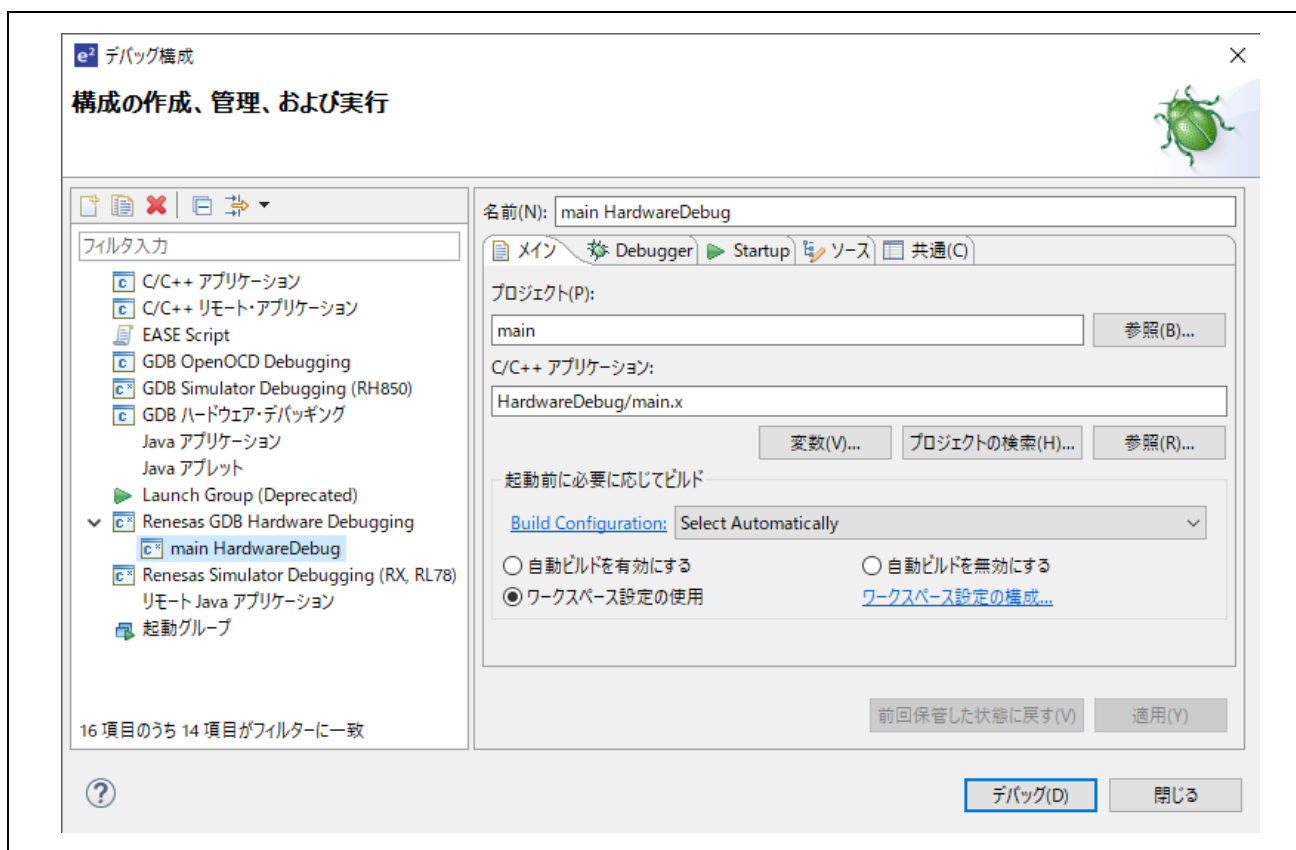 e² デバッグ構成
構成の作成、管理、および実行
フィルタ入力
C/C++ アプリケーション
C/C++ リモート・アプリケーション
EASE Script
GDB OpenOCD Debugging
GDB Simulator Debugging (RH850)
GDB ハードウェア・デバッギング
Java アプリケーション
Java アプレット
Launch Group (Deprecated)
Renesas GDB Hardware Debugging
main HardwareDebug
Renesas Simulator Debugging (RX, RL78)
リモート Java アプリケーション
起動グループ
16 項目のうち 14 項目がフィルターに一致
名前(N): main HardwareDebug
メイン Debugger Startup ソース 共通(C)
プロジェクト(P):
main 参照(B)...
C/C++ アプリケーション:
HardwareDebug/main.x
変数(V)... プロジェクトの検索(H)... 参照(R)...
起動前に必要に応じてビルド
Build Configuration: Select Automatically
自動ビルドを有効にする 自動ビルドを無効にする
ワークスペース設定の使用 ワークスペース設定の構成...
前回保管した状態に戻す(V) 適用(Y)
? デバッグ(D) 閉じる